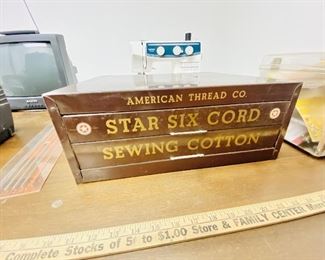 AMERICAN THREAD CO.
STAR SIX CORD
SEWING COTTON
Complete Stocks of 5¢ to $1.00 Store & FAMILY CENTER